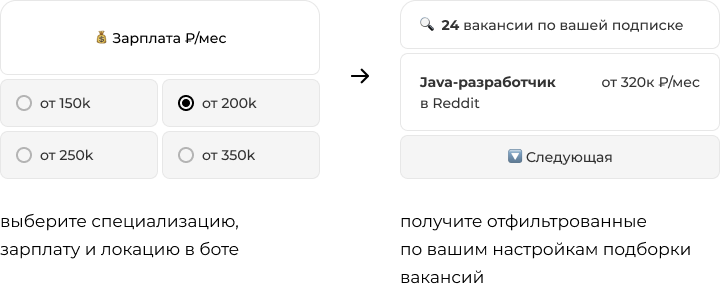 💰 Зарплата ₽/мес
от 150k
от 200k
от 250k
от 350k
выберите специализацию,
зарплату и локацию в боте
→
🔍 24 вакансии по вашей подписке
Java-разработчик от 320к ₽/мес
в Reddit
🔽 Следующая
получите отфильтрованные
по вашим настройкам подборки
вакансий